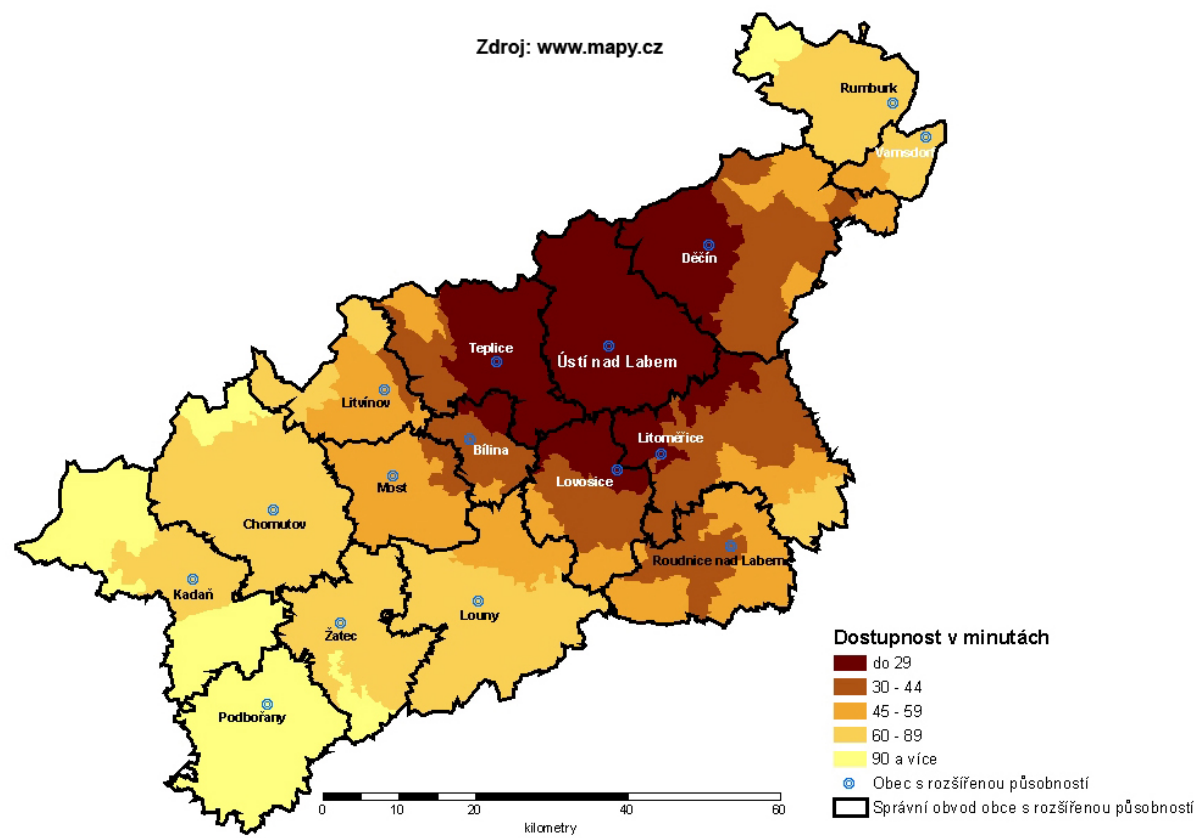 Zdroj: www.mapy.cz
Rumburk
Varnsdorf
Děčín
Teplice
Ústí nad Labem
Litvínov
Litoměřice
Bílina
Lovosice
Most
Chomutov
Roudnice nad Labem
Kadaň
Louny
Žatec
Podbořany
Dostupnost v minutách
do 29
30 - 44
45 - 59
60 - 89
90 a více
Obec s rozšířenou působností
Správní obvod obce s rozšířenou působností
0 10 20 40 60
kilometry